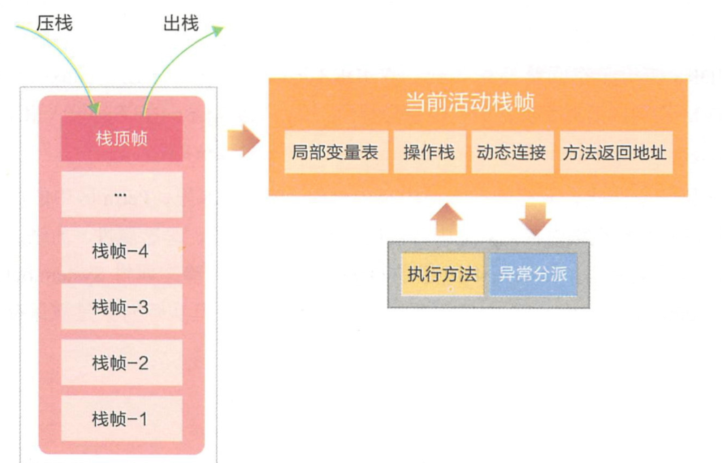 压栈
出栈
栈顶帧
...
栈帧-4
栈帧-3
栈帧-2
栈帧-1
当前活动栈帧
局部变量表
操作栈
动态连接
方法返回地址
执行方法
异常分派